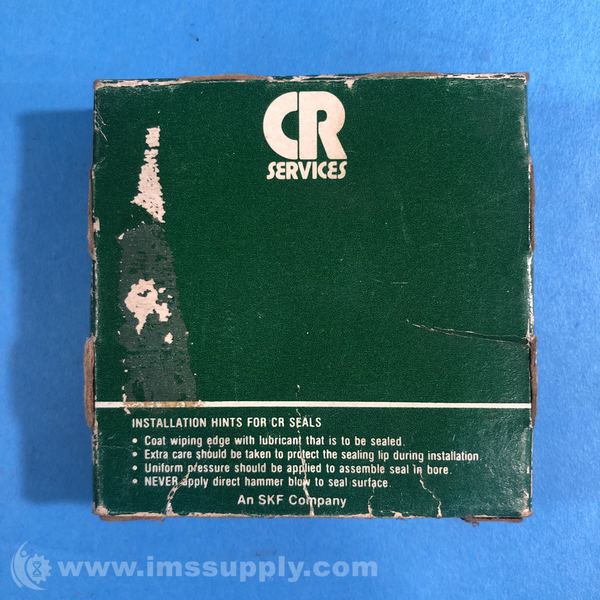 CR
SERVICES
INSTALLATION HINTS FOR CR SEALS
• Coat wiping edge with lubricant that is to be sealed.
• Extra care should be taken to protect the sealing lip during installation.
• Uniform pressure should be applied to assemble seal in bore.
• NEVER apply direct hammer blow to seal surface.
An SKF Company
www.imssupply.com